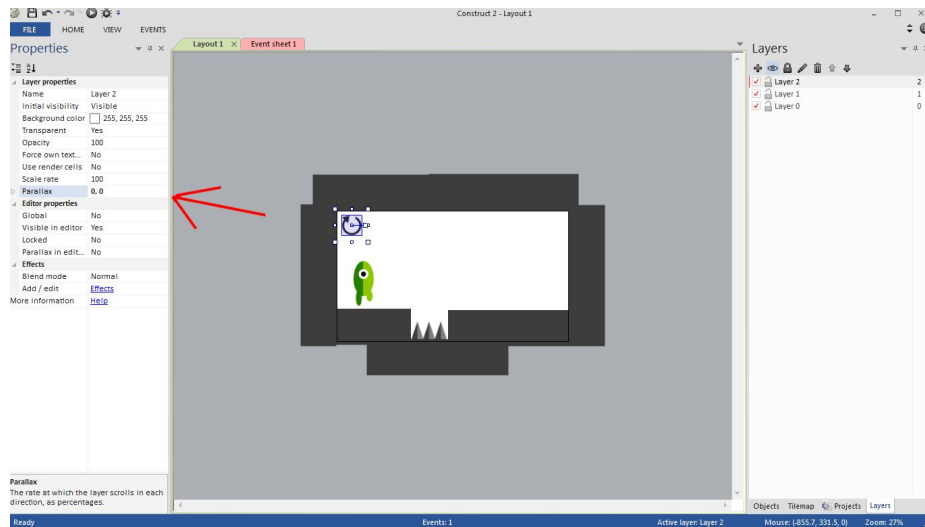 Construct 2 - Layout 1
FILE HOME VIEW EVENTS
Properties
Layer properties
Name Layer 2
Initial visibility Visible
Background color 255, 255, 255
Transparent Yes
Opacity 100
Force own text... No
Use render cells No
Scale rate 100
Parallax 0, 0
Editor properties
Global No
Visible in editor Yes
Locked No
Parallax in edit... No
Effects
Blend mode Normal
Add / edit Effects
More information Help
Parallax
The rate at which the layer scrolls in each
direction, as percentages.
Layout 1 Event sheet 1
Layers
Layer 2 2
Layer 1 1
Layer 0 0
Objects Tilemap Projects Layers
Ready Events: 1 Active layer: Layer 2 Mouse: (-855.7, 331.5, 0) Zoom: 27%